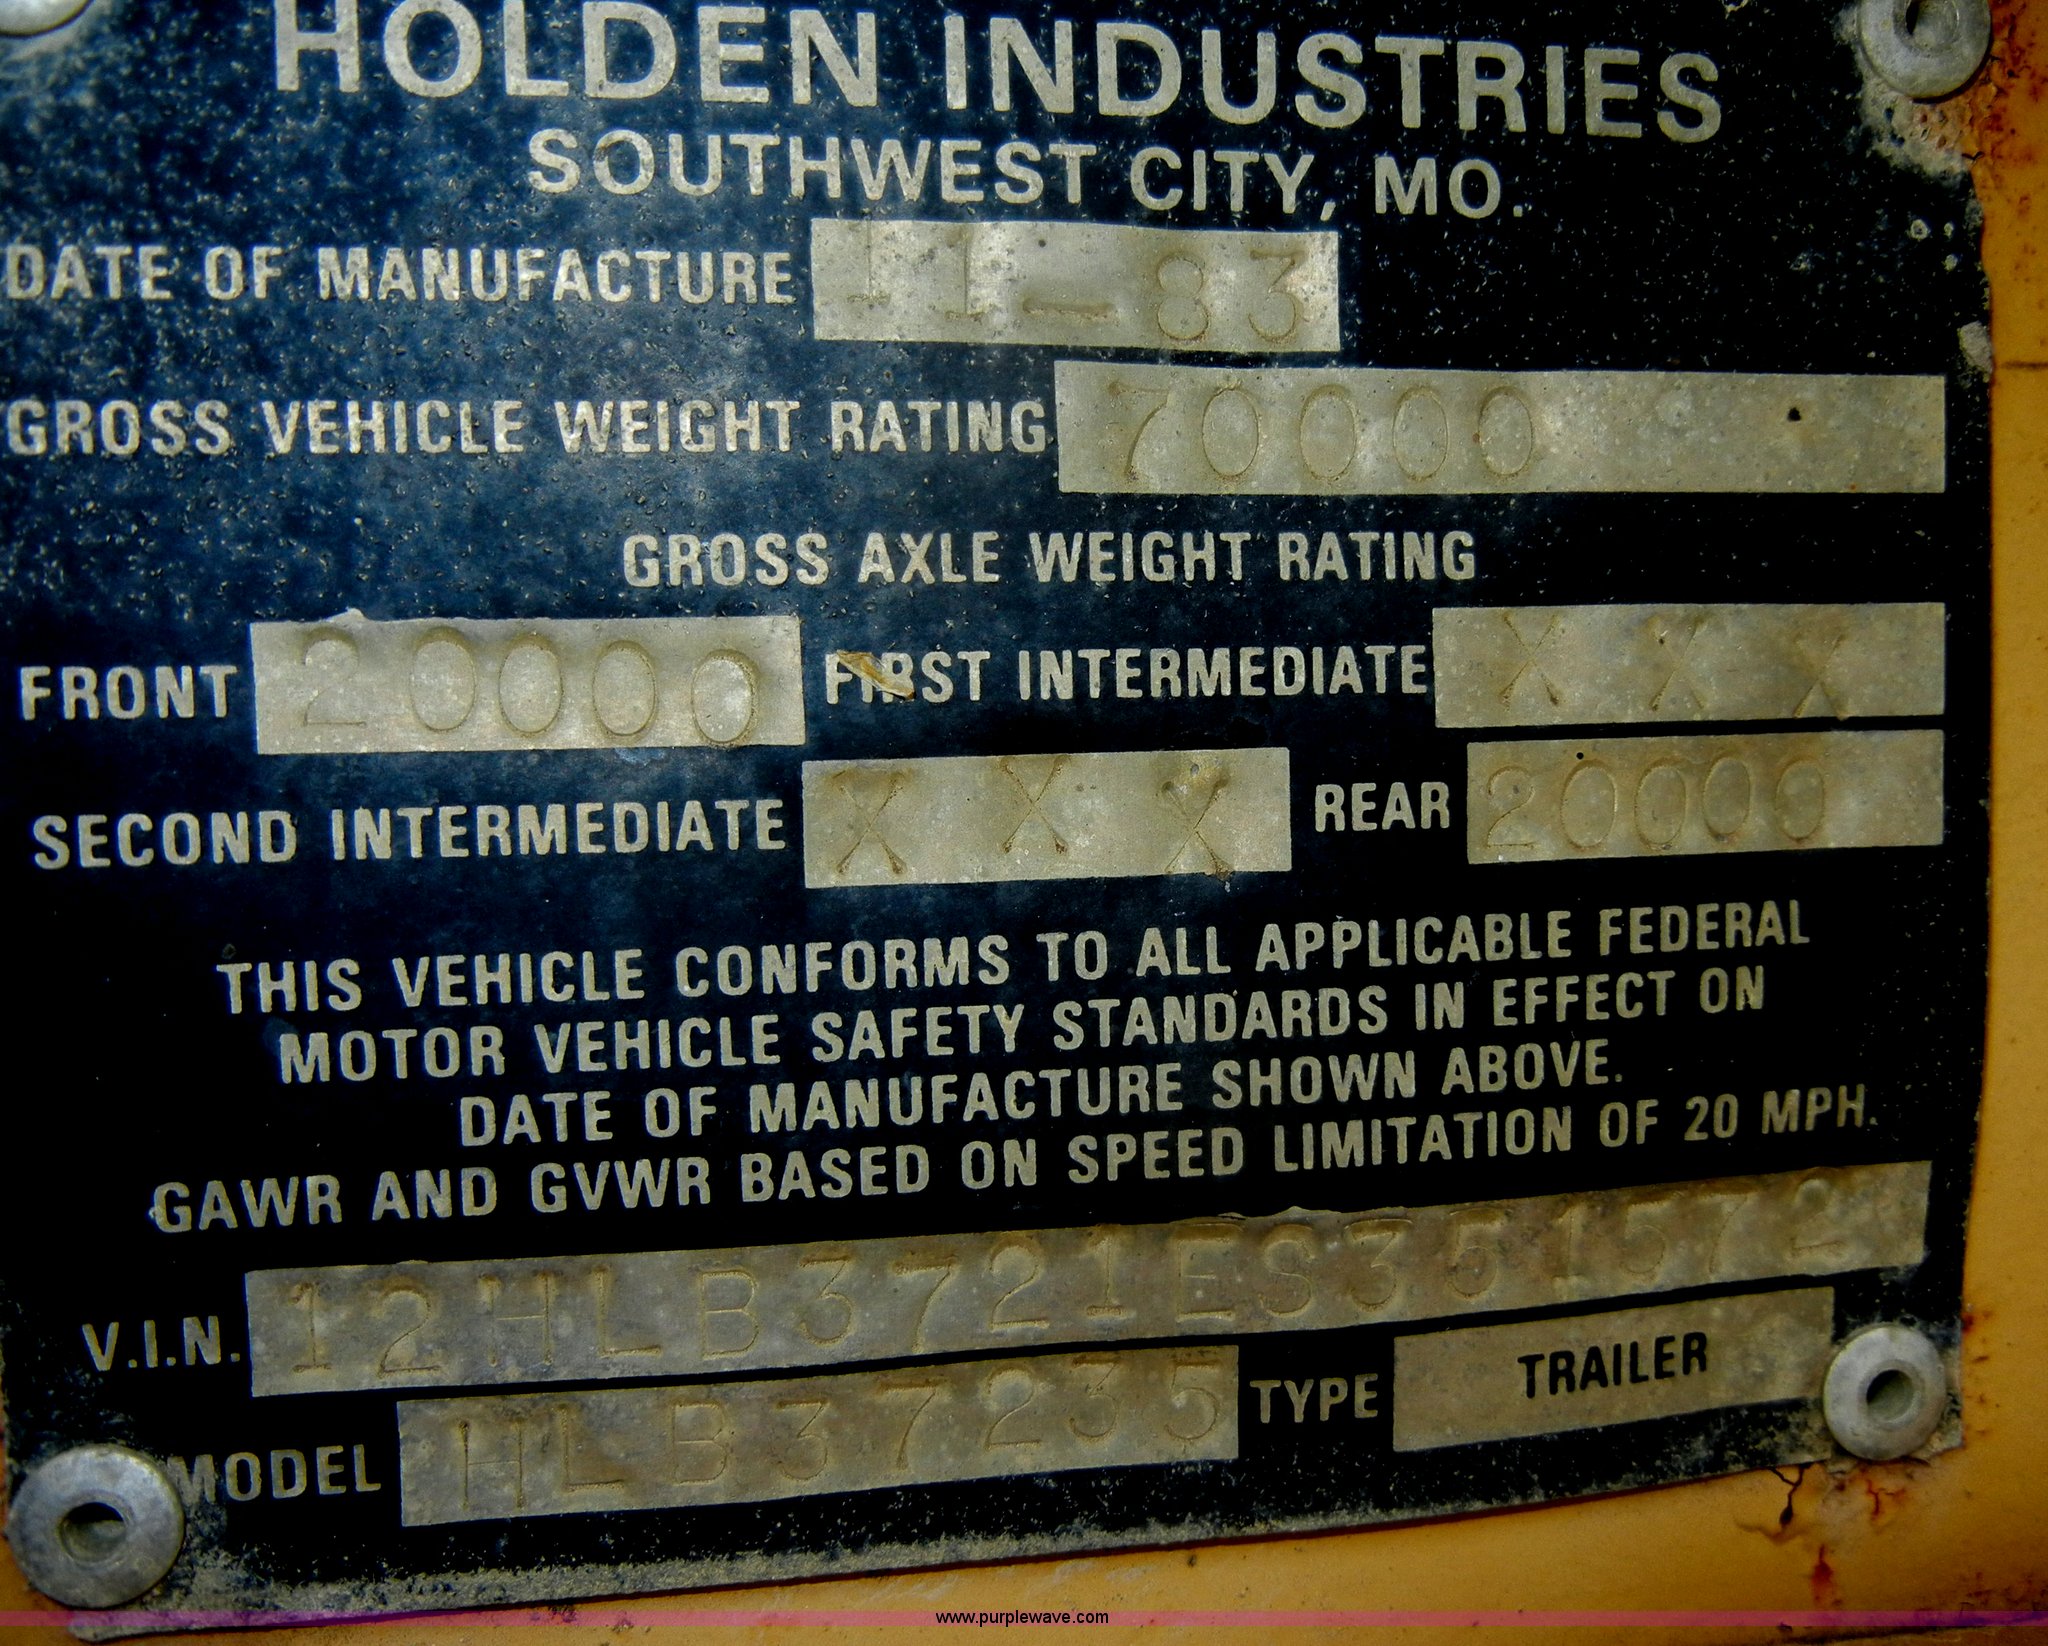 HOLDEN INDUSTRIES
SOUTHWEST CITY, MO.
DATE OF MANUFACTURE 11-83
GROSS VEHICLE WEIGHT RATING 70000
GROSS AXLE WEIGHT RATING
FRONT 20000 FIRST INTERMEDIATE XXX
SECOND INTERMEDIATE XXX REAR 20000
THIS VEHICLE CONFORMS TO ALL APPLICABLE FEDERAL
MOTOR VEHICLE SAFETY STANDARDS IN EFFECT ON
DATE OF MANUFACTURE SHOWN ABOVE.
GAWR AND GVWR BASED ON SPEED LIMITATION OF 20 MPH.
V.I.N. 12HLB3721ES351572
MODEL HLB37235 TYPE TRAILER
www.purplewave.com